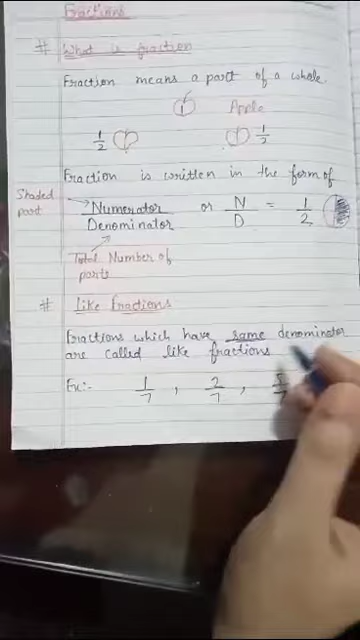 Fractions
# What is fraction
Fraction means a part of a whole.
Apple
1/2 1/2
Fraction is written in the form of
Shaded part
Numerator / Denominator or N/D = 1/2
Total Number of parts
# Like Fractions
Fractions which have same denominator
are called like fractions
Ex:- 1/7 , 2/7 ,